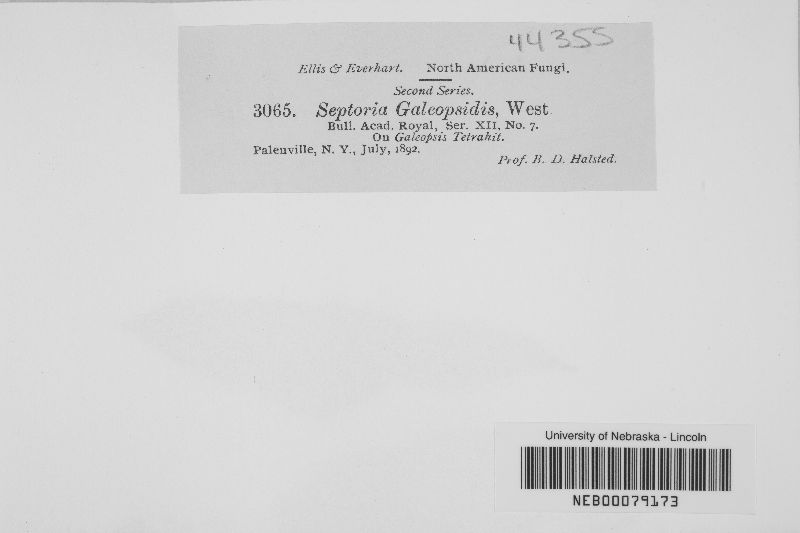 44355
Ellis & Everhart. North American Fungi.
Second Series.
3065. Septoria Galeopsidis, West.
Bull. Acad. Royal, Ser. XII, No. 7.
On Galeopsis Tetrahit.
Palenville, N. Y., July, 1892.
Prof. B. D. Halsted.
University of Nebraska - Lincoln
NEB00079173